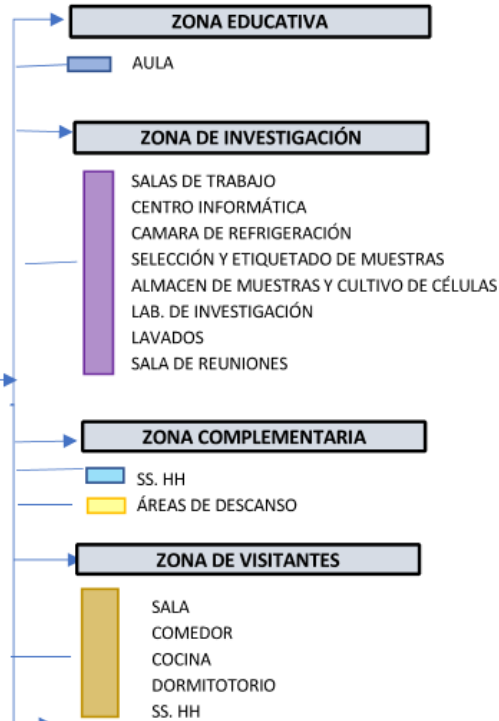 ZONA EDUCATIVA
AULA
ZONA DE INVESTIGACIÓN
SALAS DE TRABAJO
CENTRO INFORMÁTICA
CAMARA DE REFRIGERACIÓN
SELECCIÓN Y ETIQUETADO DE MUESTRAS
ALMACEN DE MUESTRAS Y CULTIVO DE CÉLULAS
LAB. DE INVESTIGACIÓN
LAVADOS
SALA DE REUNIONES
ZONA COMPLEMENTARIA
SS. HH
ÁREAS DE DESCANSO
ZONA DE VISITANTES
SALA
COMEDOR
COCINA
DORMITOTORIO
SS. HH